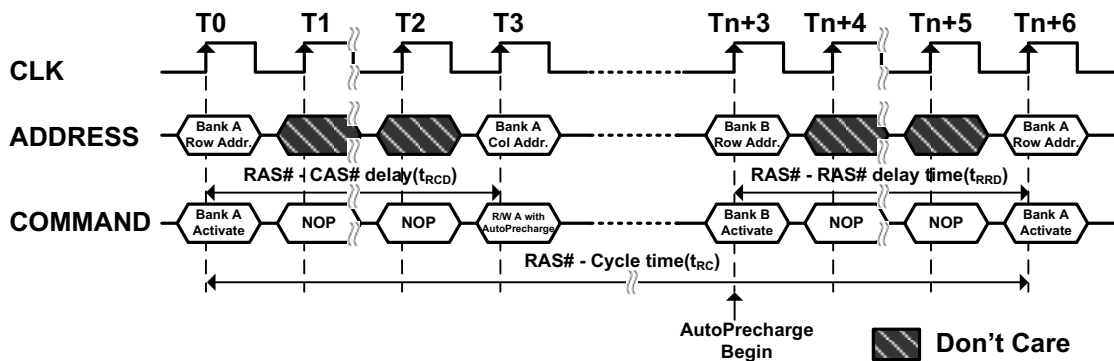 T0 T1 T2 T3 Tn+3 Tn+4 Tn+5 Tn+6
CLK
ADDRESS
Bank A
Row Addr.
Bank A
Col Addr.
Bank B
Row Addr.
Bank A
Row Addr.
RAS# - CAS# delay(tRCD)
RAS# - RAS# delay time(tRRD)
COMMAND
Bank A
Activate
NOP
NOP
R/W A with
AutoPrecharge
Bank B
Activate
NOP
NOP
Bank A
Activate
RAS# - Cycle time(tRC)
AutoPrecharge
Begin
Don't Care